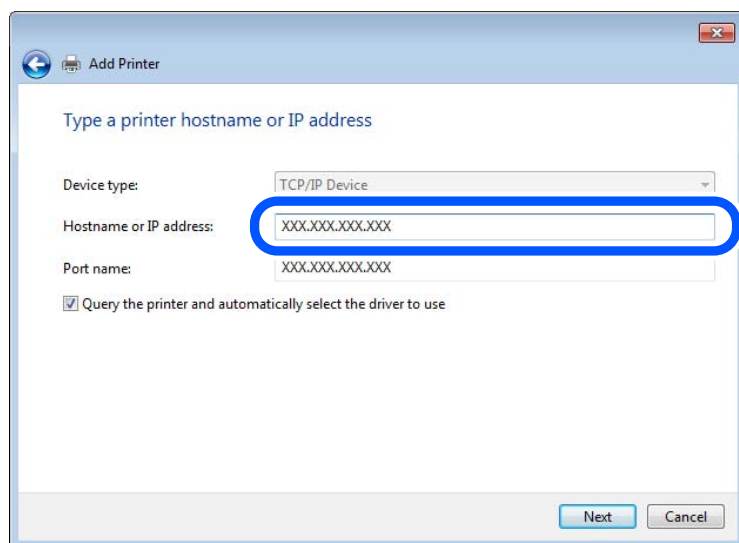 Add Printer
Type a printer hostname or IP address
Device type: TCP/IP Device
Hostname or IP address: XXX.XXX.XXX.XXX
Port name: XXX.XXX.XXX.XXX
Query the printer and automatically select the driver to use
Next Cancel